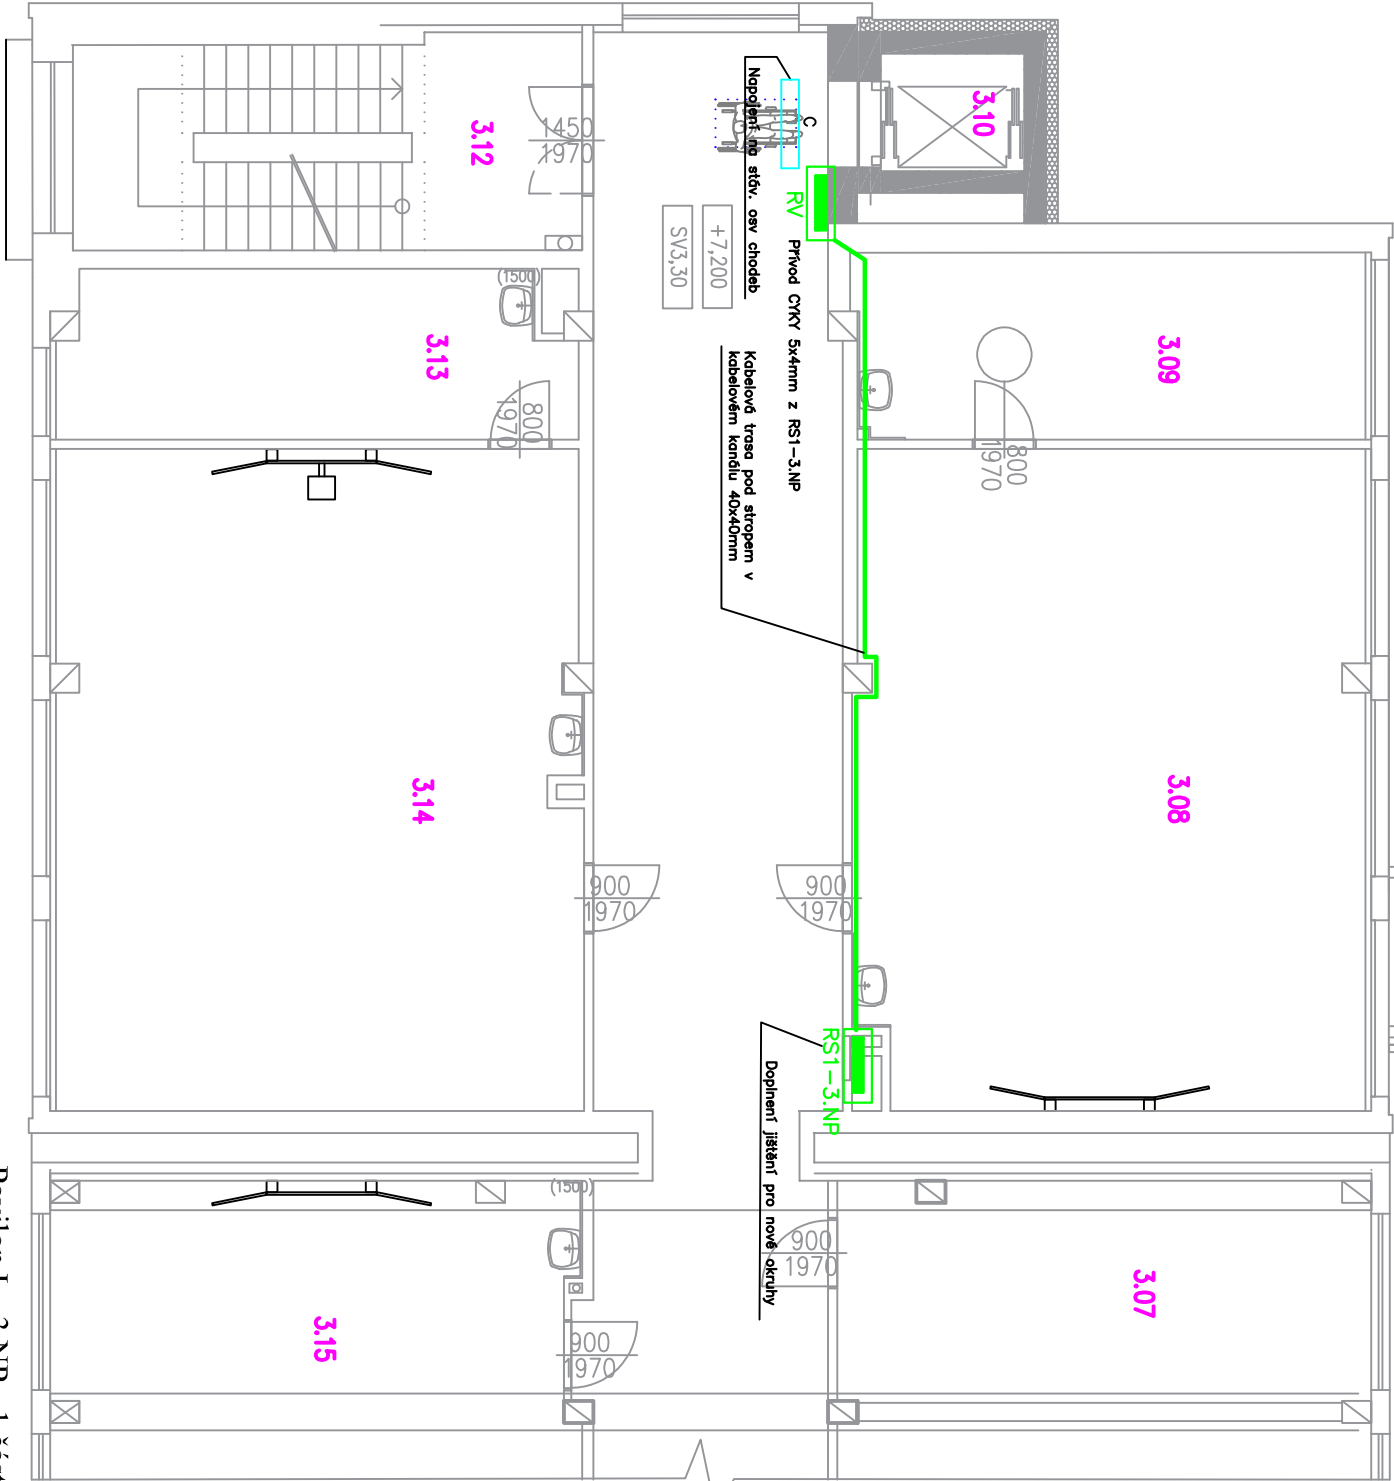 3.10
3.12
1450
1970
C
Napojení na stáv. osv chodeb
RV
Prívod CYKY 5x4mm z RS1-3.NP
+7,200
SV3,30
(1500)
3.13
3.09
800
1970
800
1970
Kabelová trasa pod stropem v
kabelovém kanálu 40x40mm
3.14
3.08
900
1970
900
1970
RS1-3.NP
Doplnení jištění pro nové okruhy
(1500)
900
1970
3.07
3.15
900
1970